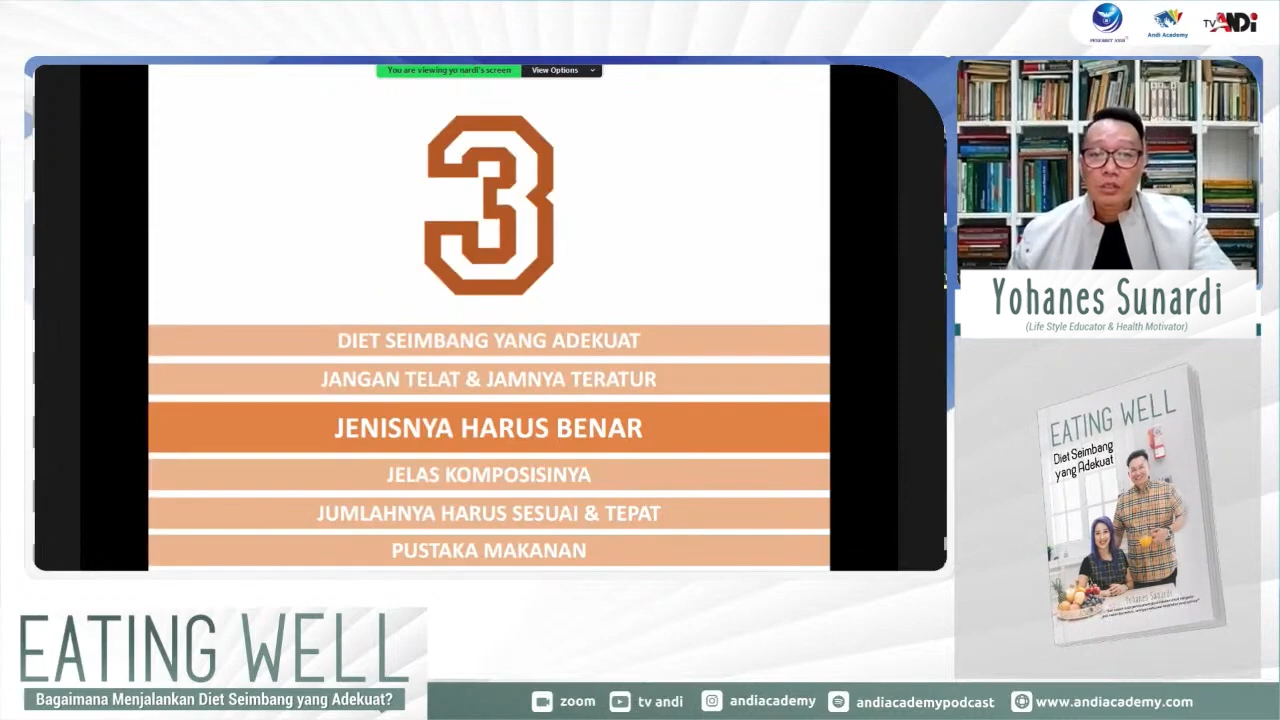 PENERBIT ANDI
Andi Academy
TV ANDi
You are viewing yo nardi's screen
View Options
3
DIET SEIMBANG YANG ADEKUAT
JANGAN TELAT & JAMNYA TERATUR
JENISNYA HARUS BENAR
JELAS KOMPOSISINYA
JUMLAHNYA HARUS SESUAI & TEPAT
PUSTAKA MAKANAN
Yohanes Sunardi
(Life Style Educator & Health Motivator)
EATING WELL
Diet Seimbang
yang Adekuat
Yohanes Sunardi
EATING WELL
Bagaimana Menjalankan Diet Seimbang yang Adekuat?
zoom
tv andi
andiacademy
andiacademypodcast
www.andiacademy.com